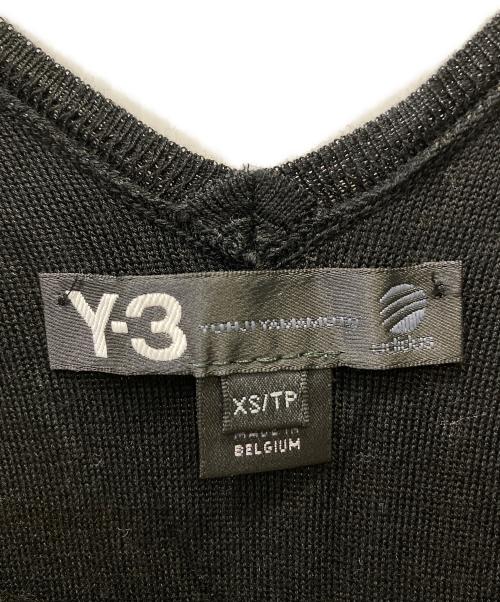 Y-3 YOHJI YAMAMOTO adidas
XS/TP
MADE IN
BELGIUM